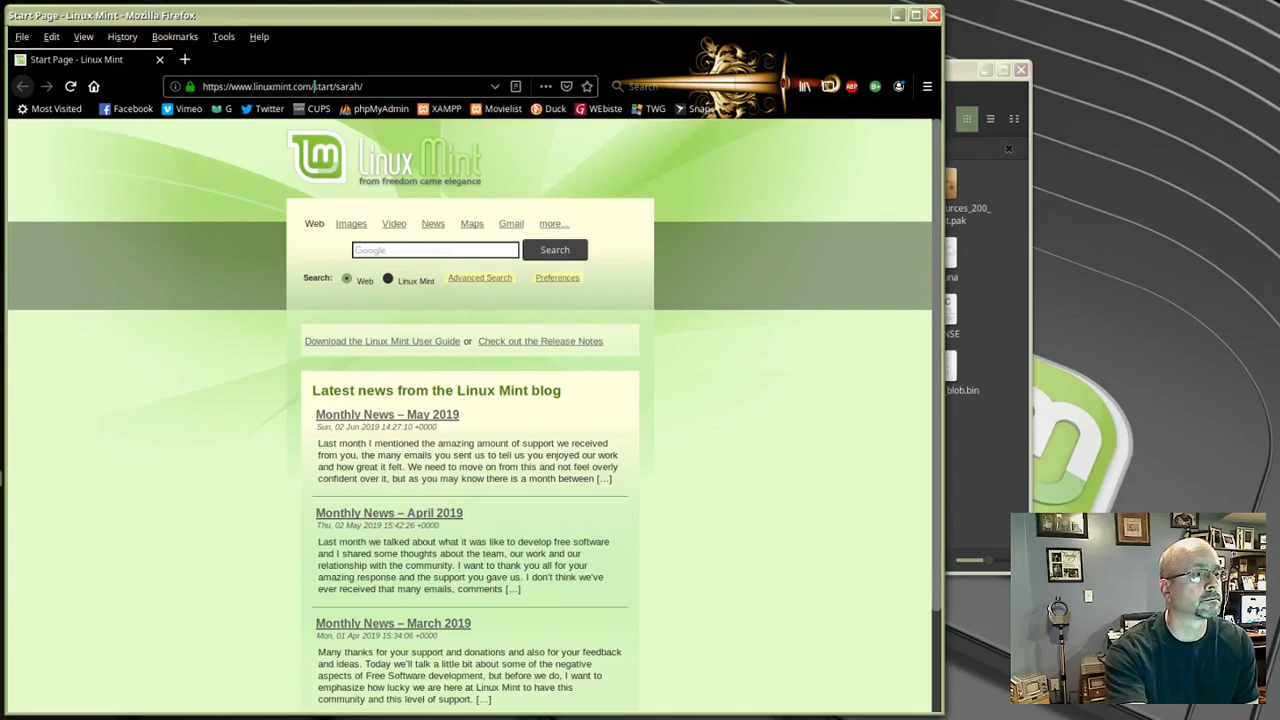 Start Page - Linux Mint - Mozilla Firefox
File Edit View History Bookmarks Tools Help
Start Page - Linux Mint
https://www.linuxmint.com/start/sarah/
Search
ABP
Most Visited Facebook Vimeo G Twitter CUPS phpMyAdmin XAMPP Movielist Duck WEbiste TWG Snap
Linux Mint
from freedom came elegance
Web Images Video News Maps Gmail more...
Google Search
Search: Web Linux Mint Advanced Search Preferences
Download the Linux Mint User Guide or Check out the Release Notes
Latest news from the Linux Mint blog
Monthly News – May 2019
Sun, 02 Jun 2019 14:27:10 +0000
Last month I mentioned the amazing amount of support we received
from you, the many emails you sent us to tell us you enjoyed our work
and how great it felt. We need to move on from this and not feel overly
confident over it, but as you may know there is a month between […]
Monthly News – April 2019
Thu, 02 May 2019 15:42:26 +0000
Last month we talked about what it was like to develop free software
and I shared some thoughts about the team, our work and our
relationship with the community. I want to thank you all for your
amazing response and the support you gave us. I don't think we've
ever received that many emails, comments […]
Monthly News – March 2019
Mon, 01 Apr 2019 15:34:06 +0000
Many thanks for your support and donations and also for your feedback
and ideas. Today we'll talk a little bit about some of the negative
aspects of Free Software development, but before we do, I want to
emphasize how lucky we are here at Linux Mint to have this
community and this level of support. […]
urces_200_
t.pak
una
NSE
_blob.bin